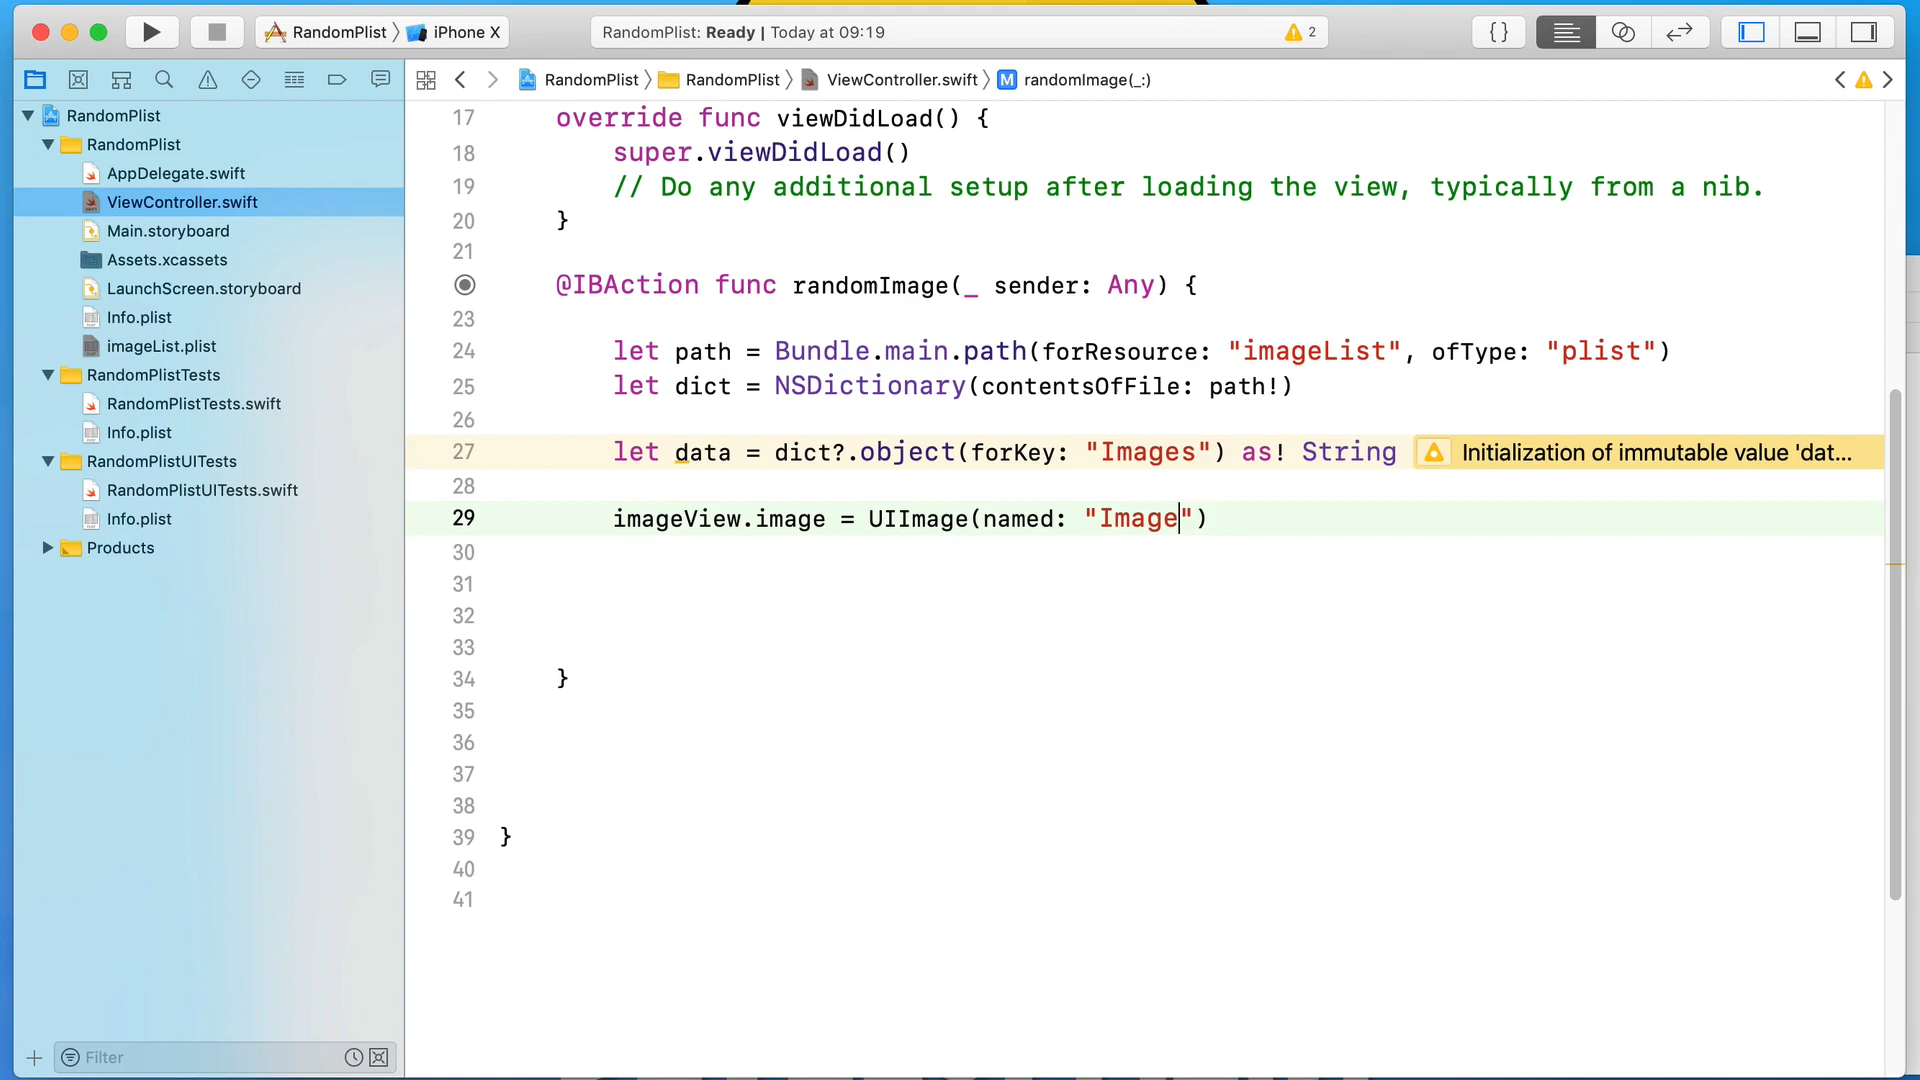 RandomPlist iPhone X
RandomPlist: Ready | Today at 09:19
2
{ }
RandomPlist RandomPlist ViewController.swift M randomImage(_:)
RandomPlist
RandomPlist
AppDelegate.swift
ViewController.swift
Main.storyboard
Assets.xcassets
LaunchScreen.storyboard
Info.plist
imageList.plist
RandomPlistTests
RandomPlistTests.swift
Info.plist
RandomPlistUITests
RandomPlistUITests.swift
Info.plist
Products
Filter
17 override func viewDidLoad() {
18 super.viewDidLoad()
19 // Do any additional setup after loading the view, typically from a nib.
20 }
21
@IBAction func randomImage(_ sender: Any) {
23
24 let path = Bundle.main.path(forResource: "imageList", ofType: "plist")
25 let dict = NSDictionary(contentsOfFile: path!)
26
27 let data = dict?.object(forKey: "Images") as! String Initialization of immutable value 'dat...
28
29 imageView.image = UIImage(named: "Image")
30
31
32
33
34 }
35
36
37
38
39 }
40
41